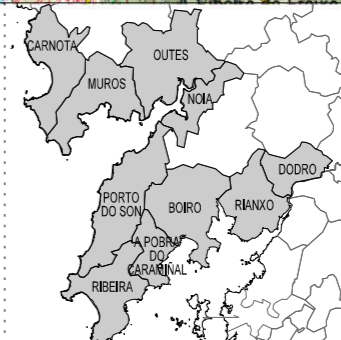 CARNOTA
OUTES
MUROS
NOIA
DODRO
PORTO
DO SON
BOIRO
RIANXO
A POBRA
DO
CARAMIÑAL
RIBEIRA